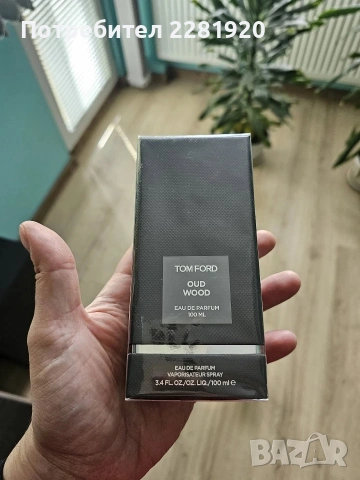 Потребител 2281920
TOM FORD
OUD
WOOD
EAU DE PARFUM
100 ML
EAU DE PARFUM
VAPORISATEUR SPRAY
3.4 FL.OZ./OZ. LIQ./100 ml e
BAZAR